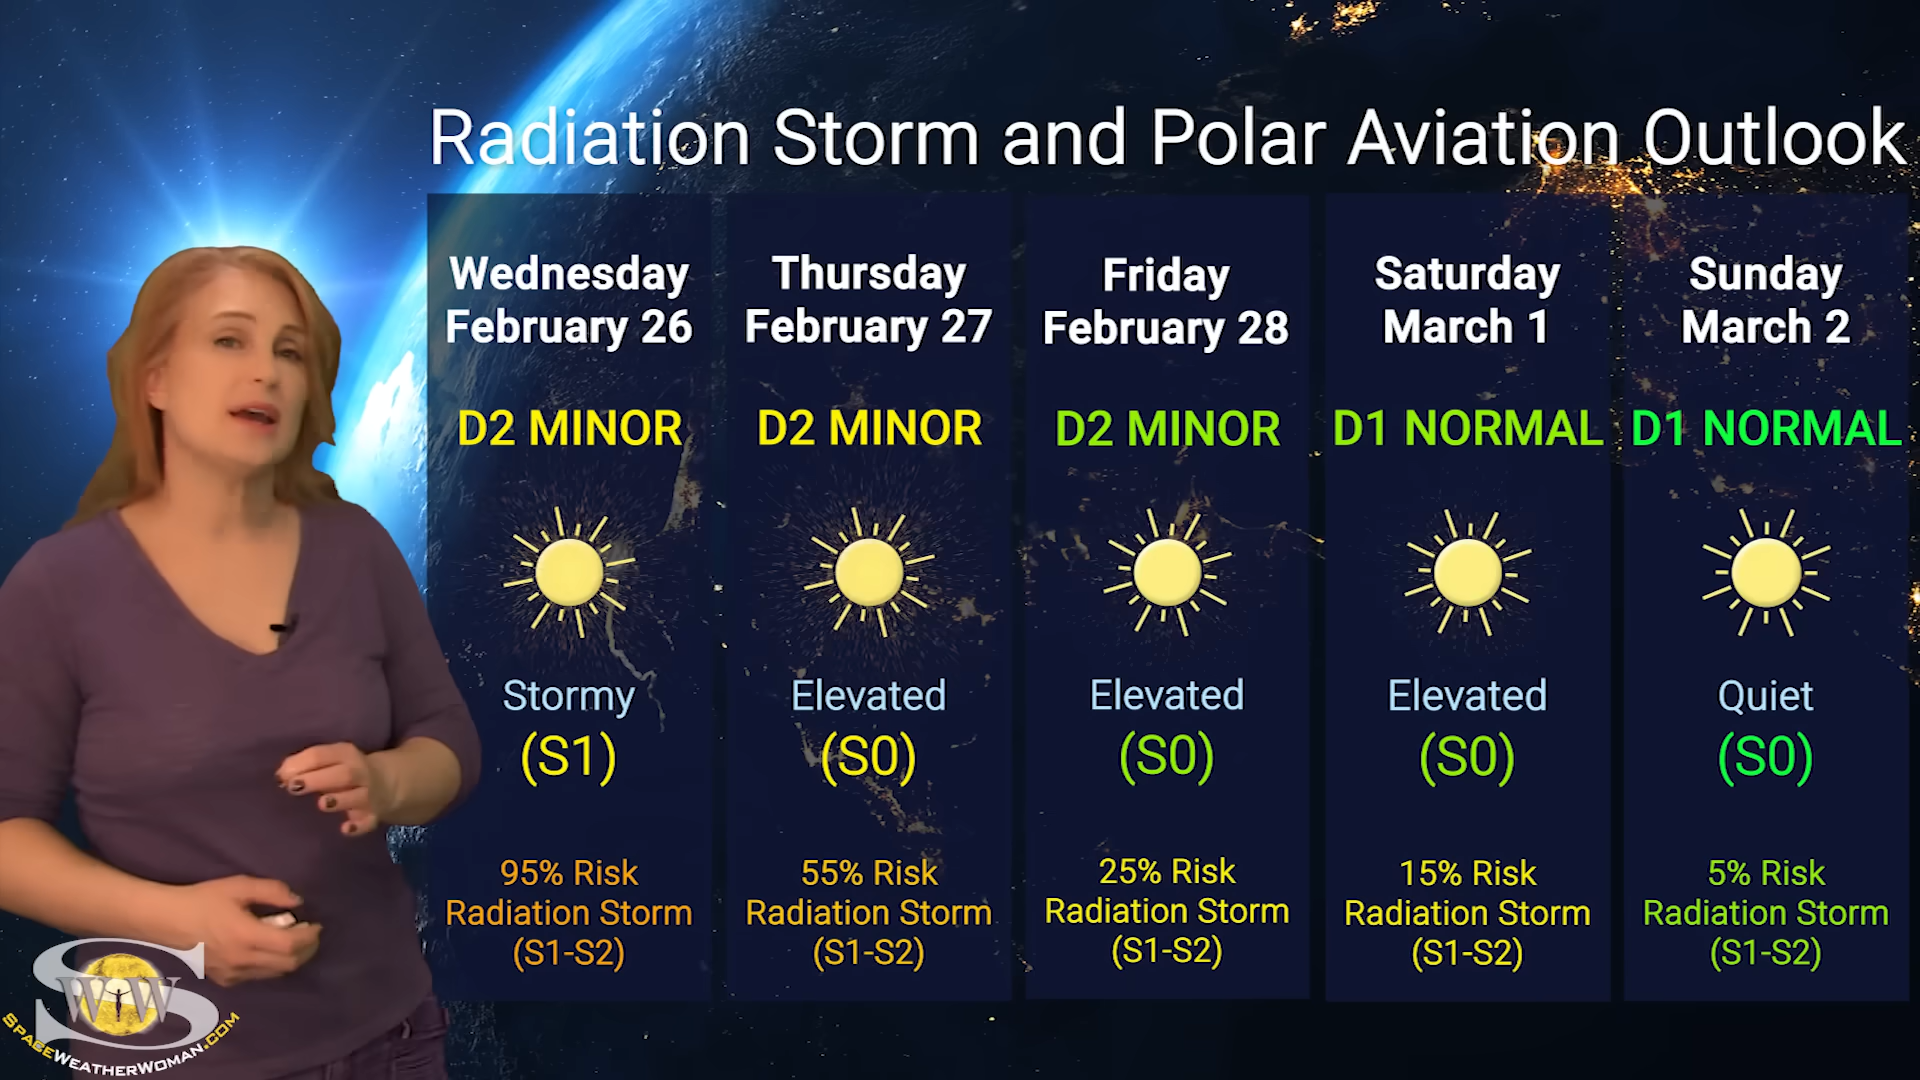 Radiation Storm and Polar Aviation Outlook
Wednesday
February 26
D2 MINOR
Stormy
(S1)
95% Risk
Radiation Storm
(S1-S2)
Thursday
February 27
D2 MINOR
Elevated
(S0)
55% Risk
Radiation Storm
(S1-S2)
Friday
February 28
D2 MINOR
Elevated
(S0)
25% Risk
Radiation Storm
(S1-S2)
Saturday
March 1
D1 NORMAL
Elevated
(S0)
15% Risk
Radiation Storm
(S1-S2)
Sunday
March 2
D1 NORMAL
Quiet
(S0)
5% Risk
Radiation Storm
(S1-S2)
S
WW
SPACEWEATHERWOMAN.COM